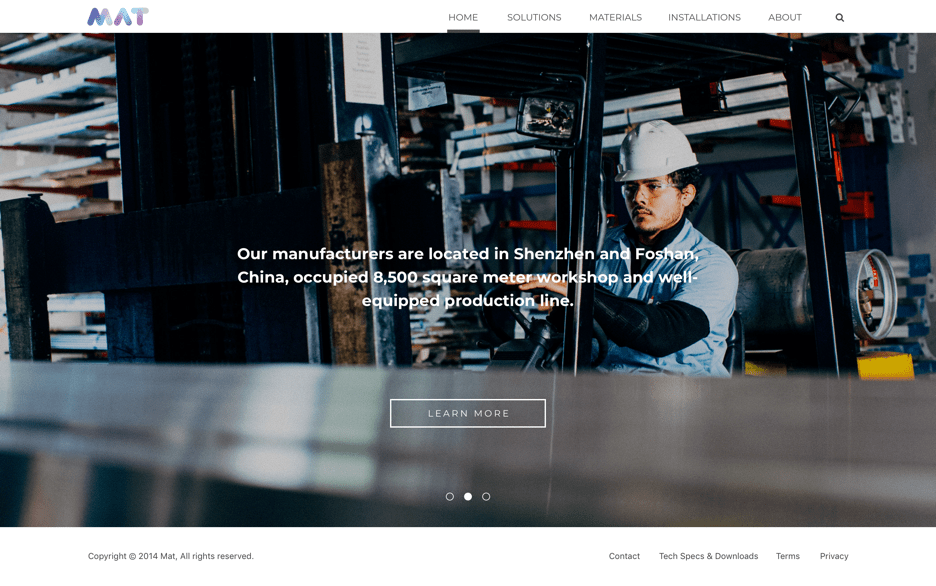 MAT
HOME SOLUTIONS MATERIALS INSTALLATIONS ABOUT
Our manufacturers are located in Shenzhen and Foshan,
China, occupied 8,500 square meter workshop and well-
equipped production line.
LEARN MORE
Copyright © 2014 Mat, All rights reserved. Contact Tech Specs & Downloads Terms Privacy